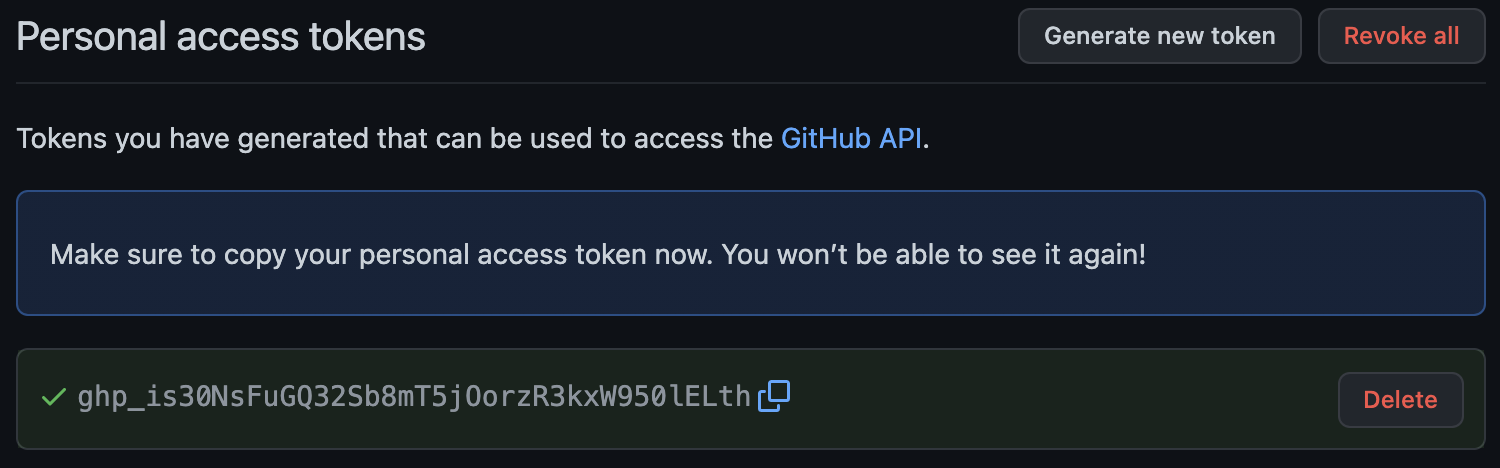 Personal access tokens
Generate new token
Revoke all
Tokens you have generated that can be used to access the GitHub API.
Make sure to copy your personal access token now. You won’t be able to see it again!
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
Delete